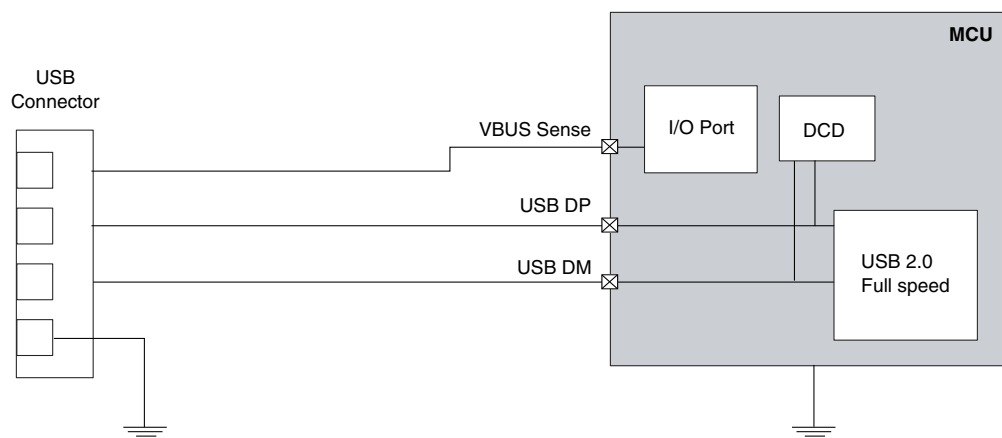 MCU
USB
Connector
VBUS Sense
I/O Port
DCD
USB DP
USB DM
USB 2.0
Full speed